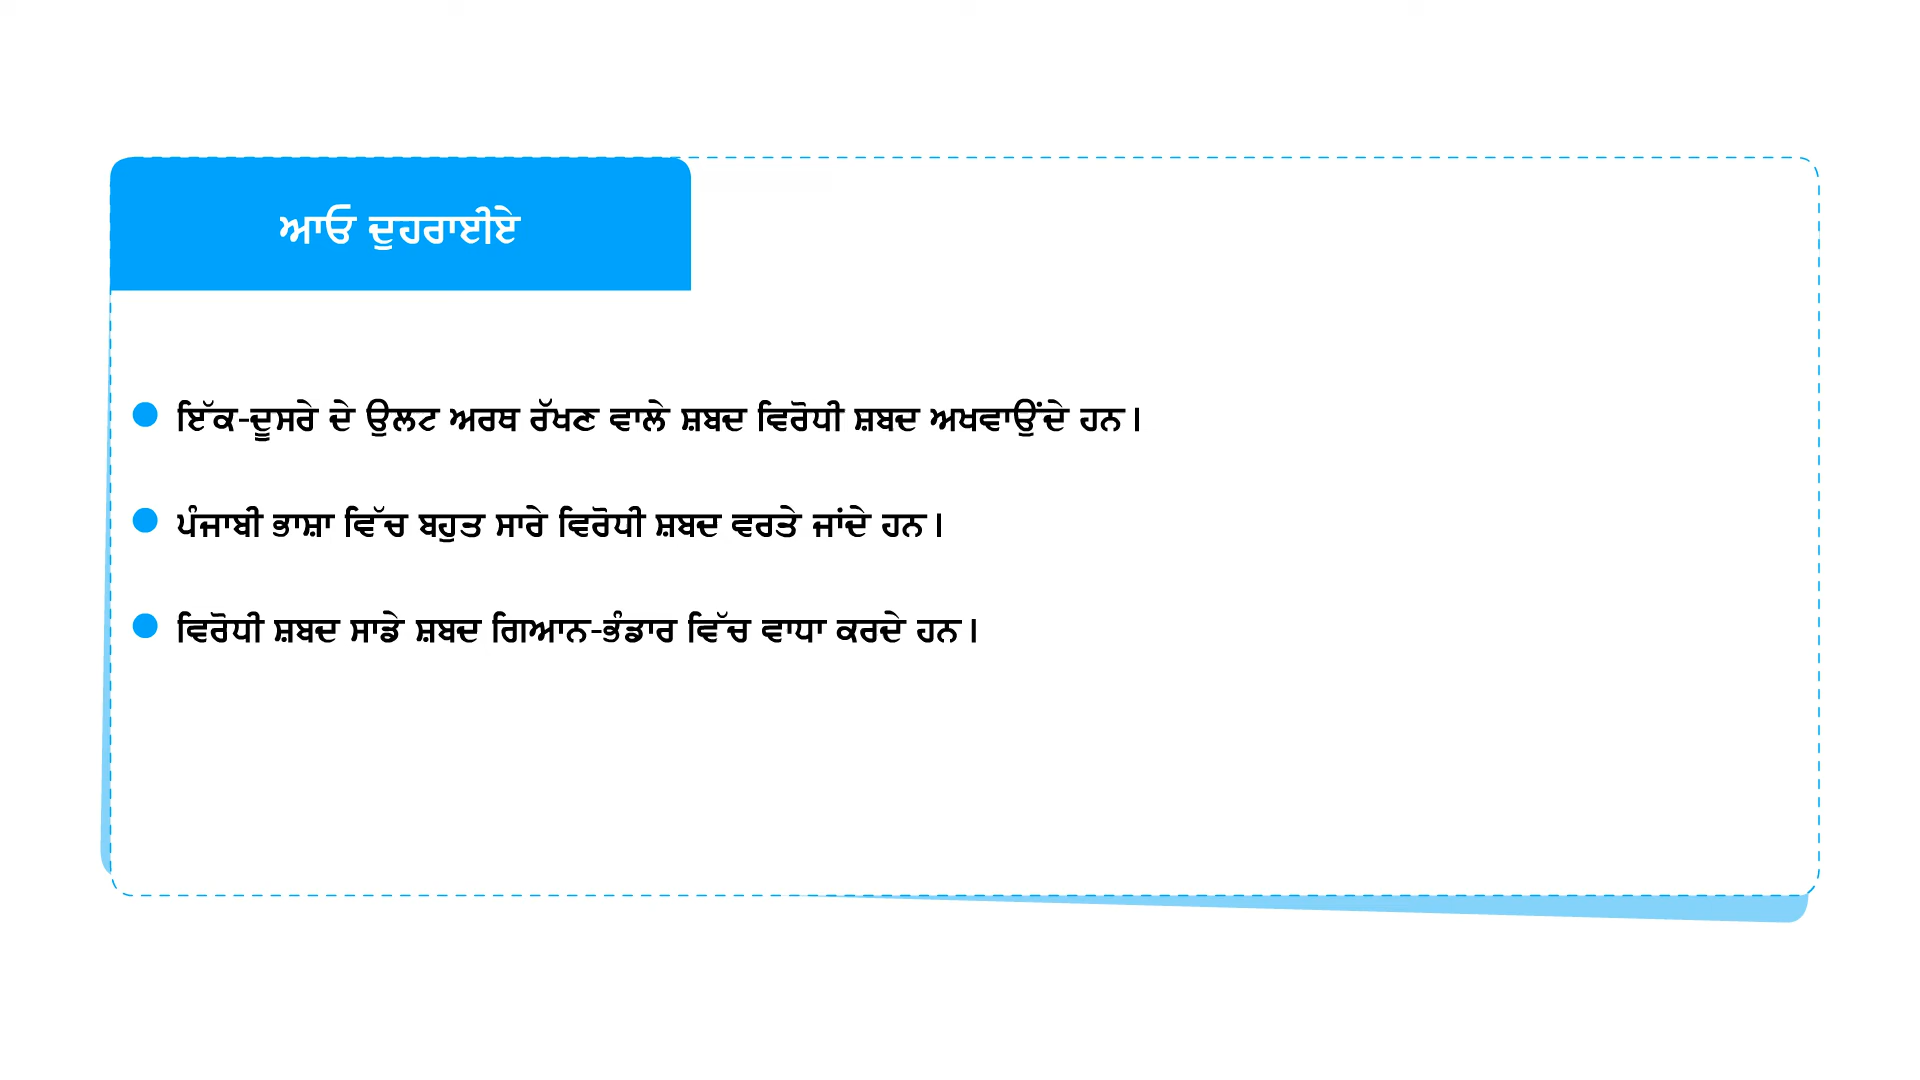 ਆਓ ਦੁਹਰਾਈਏ
ਇੱਕ-ਦੂਸਰੇ ਦੇ ਉਲਟ ਅਰਥ ਰੱਖਣ ਵਾਲੇ ਸ਼ਬਦ ਵਿਰੋਧੀ ਸ਼ਬਦ ਅਖਵਾਉਂਦੇ ਹਨ।
ਪੰਜਾਬੀ ਭਾਸ਼ਾ ਵਿੱਚ ਬਹੁਤ ਸਾਰੇ ਵਿਰੋਧੀ ਸ਼ਬਦ ਵਰਤੇ ਜਾਂਦੇ ਹਨ।
ਵਿਰੋਧੀ ਸ਼ਬਦ ਸਾਡੇ ਸ਼ਬਦ ਗਿਆਨ-ਭੰਡਾਰ ਵਿੱਚ ਵਾਧਾ ਕਰਦੇ ਹਨ।